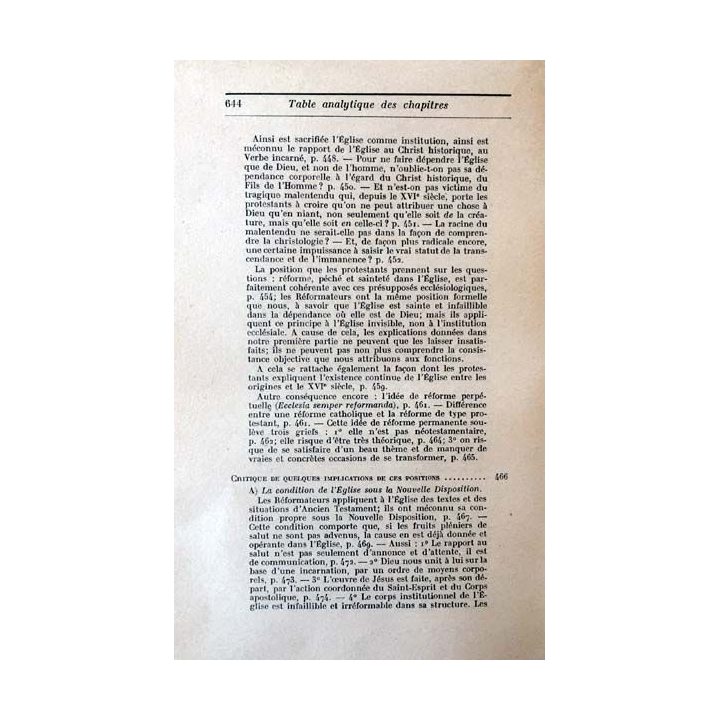 644 Table analytique des chapitres
Ainsi est sacrifiée l'Église comme institution, ainsi est
méconnu le rapport de l'Église au Christ historique, au
Verbe incarné, p. 448. — Pour ne faire dépendre l'Église
que de Dieu, et non de l'homme, n'oublie-t-on pas sa dé-
pendance corporelle à l'égard du Christ historique, du
Fils de l'Homme? p. 450. — Et n'est-on pas victime du
tragique malentendu qui, depuis le XVIe siècle, porte les
protestants à croire qu'on ne peut attribuer une chose à
Dieu qu'en niant, non seulement qu'elle soit de la créa-
ture, mais qu'elle soit en celle-ci? p. 451. — La racine du
malentendu ne serait-elle pas dans la façon de compren-
dre la christologie? — Et, de façon plus radicale encore,
une certaine impuissance à saisir le vrai statut de la trans-
cendance et de l'immanence? p. 452.
La position que les protestants prennent sur les ques-
tions : réforme, péché et sainteté dans l'Église, est par-
faitement cohérente avec ces présupposés ecclésiologiques,
p. 454; les Réformateurs ont la même position formelle
que nous, à savoir que l'Église est sainte et infaillible
dans la dépendance où elle est de Dieu; mais ils appli-
quent ce principe à l'Église invisible, non à l'institution
ecclésiale. A cause de cela, les explications données dans
notre première partie ne peuvent que les laisser insatis-
faits; ils ne peuvent pas non plus comprendre la consis-
tance objective que nous attribuons aux fonctions.
A cela se rattache également la façon dont les protes-
tants expliquent l'existence continue de l'Église entre les
origines et le XVIe siècle, p. 459.
Autre conséquence encore : l'idée de réforme perpé-
tuelle (Ecclesia semper reformanda), p. 461. — Différence
entre une réforme catholique et la réforme de type pro-
testant, p. 461. — Cette idée de réforme permanente sou-
lève trois griefs : 1° elle n'est pas néotestamentaire,
p. 462; elle risque d'être très théorique, p. 464; 3° on ris-
que de se satisfaire d'un beau thème et de manquer de
vraies et concrètes occasions de se transformer, p. 465.
CRITIQUE DE QUELQUES IMPLICATIONS DE CES POSITIONS .......... 466
A) La condition de l'Église sous la Nouvelle Disposition.
Les Réformateurs appliquent à l'Église des textes et des
situations d'Ancien Testament; ils ont méconnu sa con-
dition propre sous la Nouvelle Disposition, p. 467. —
Cette condition comporte que, si les fruits pléniers de
salut ne sont pas advenus, la cause en est déjà donnée et
opérante dans l'Église, p. 469. — Aussi : 1° Le rapport au
salut n'est pas seulement d'annonce et d'attente, il est
de communication, p. 472. — 2° Dieu nous unit à lui sur la
base d'une incarnation, par un ordre de moyens corpo-
rels, p. 473. — 3° L'œuvre de Jésus est faite, après son dé-
part, par l'action coordonnée du Saint-Esprit et du Corps
apostolique, p. 474. — 4° Le corps institutionnel de l'É-
glise est infaillible et irréformable dans sa structure. Les